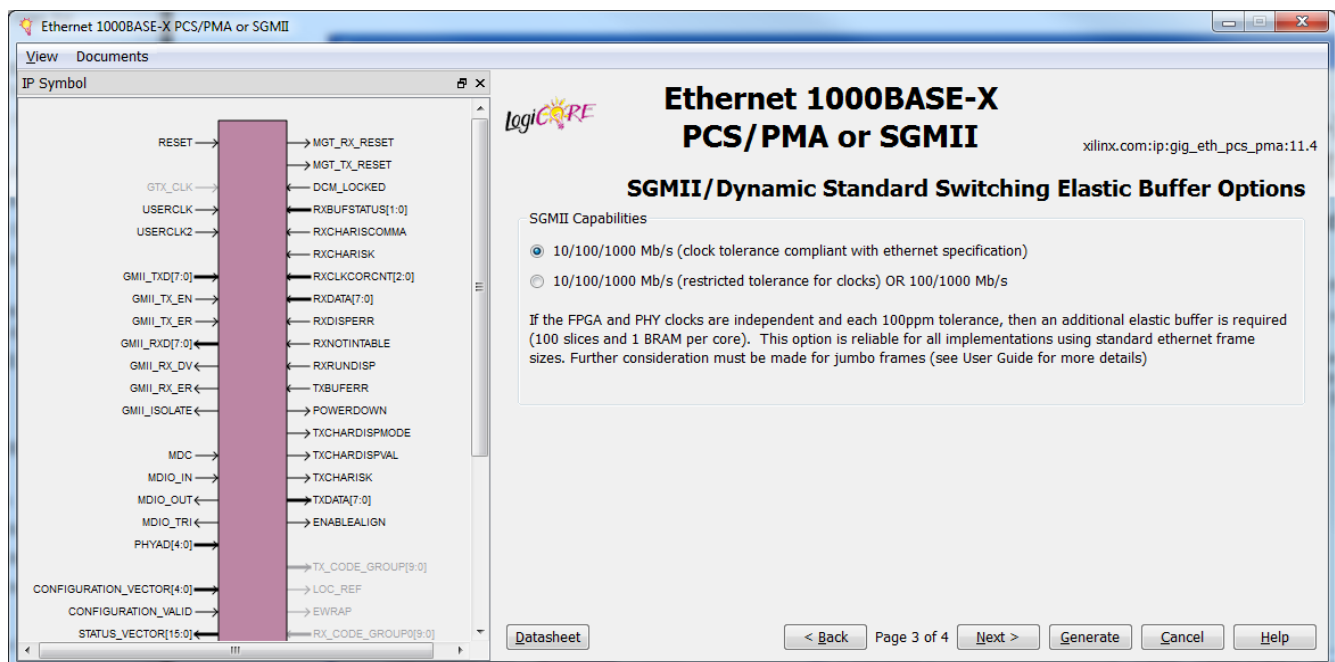 Ethernet 1000BASE-X PCS/PMA or SGMII
View Documents
IP Symbol
RESET
GTX_CLK
USERCLK
USERCLK2
GMII_TXD[7:0]
GMII_TX_EN
GMII_TX_ER
GMII_RXD[7:0]
GMII_RX_DV
GMII_RX_ER
GMII_ISOLATE
MDC
MDIO_IN
MDIO_OUT
MDIO_TRI
PHYAD[4:0]
CONFIGURATION_VECTOR[4:0]
CONFIGURATION_VALID
STATUS_VECTOR[15:0]
MGT_RX_RESET
MGT_TX_RESET
DCM_LOCKED
RXBUFSTATUS[1:0]
RXCHARISCOMMA
RXCHARISK
RXCLKCORCNT[2:0]
RXDATA[7:0]
RXDISPERR
RXNOTINTABLE
RXRUNDISP
TXBUFERR
POWERDOWN
TXCHARDISPMODE
TXCHARDISPVAL
TXCHARISK
TXDATA[7:0]
ENABLEALIGN
TX_CODE_GROUP[9:0]
LOC_REF
EWRAP
RX_CODE_GROUP0[9:0]
LogiCORE
Ethernet 1000BASE-X
PCS/PMA or SGMII
xilinx.com:ip:gig_eth_pcs_pma:11.4
SGMII/Dynamic Standard Switching Elastic Buffer Options
SGMII Capabilities
10/100/1000 Mb/s (clock tolerance compliant with ethernet specification)
10/100/1000 Mb/s (restricted tolerance for clocks) OR 100/1000 Mb/s
If the FPGA and PHY clocks are independent and each 100ppm tolerance, then an additional elastic buffer is required
(100 slices and 1 BRAM per core). This option is reliable for all implementations using standard ethernet frame
sizes. Further consideration must be made for jumbo frames (see User Guide for more details)
Datasheet
< Back Page 3 of 4 Next > Generate Cancel Help